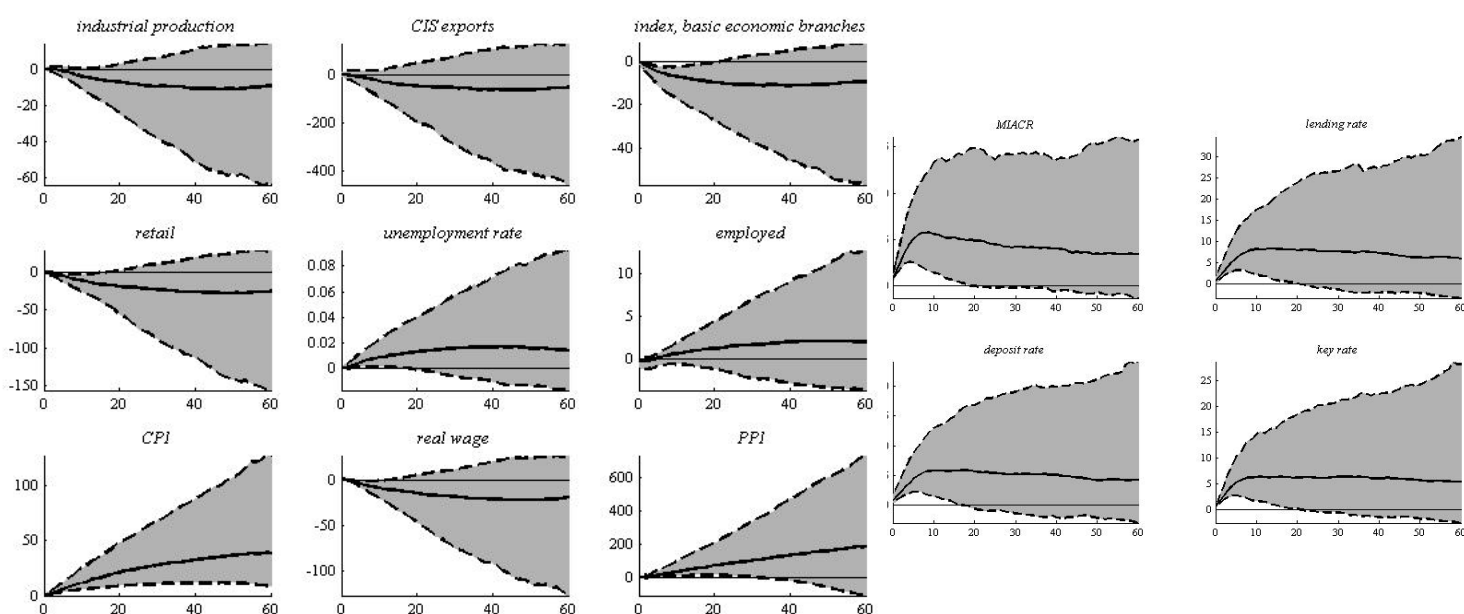 industrial production
0
-20
-40
-60
0 20 40 60
CIS exports
0
-200
-400
0 20 40 60
index, basic economic branches
0
-20
-40
0 20 40 60
retail
0
-50
-100
-150
0 20 40 60
unemployment rate
0.08
0.06
0.04
0.02
0
0 20 40 60
employed
10
5
0
0 20 40 60
CPI
100
50
0
0 20 40 60
real wage
0
-50
-100
0 20 40 60
PPI
600
400
200
0
0 20 40 60
MIACR
0 10 20 30 40 50 60
lending rate
30
25
20
15
10
5
0
0 10 20 30 40 50 60
deposit rate
0 10 20 30 40 50 60
key rate
25
20
15
10
5
0
0 10 20 30 40 50 60